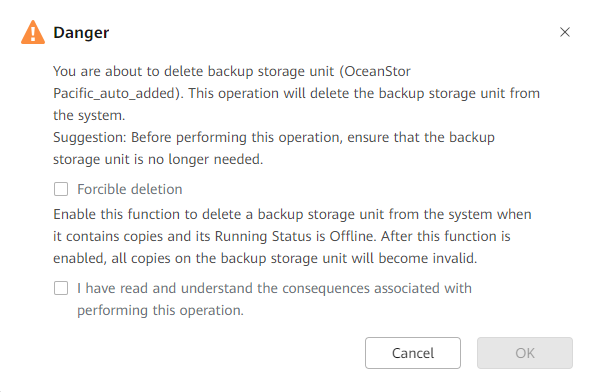 Danger
You are about to delete backup storage unit (OceanStor
Pacific_auto_added). This operation will delete the backup storage unit from
the system.
Suggestion: Before performing this operation, ensure that the backup
storage unit is no longer needed.
Forcible deletion
Enable this function to delete a backup storage unit from the system when
it contains copies and its Running Status is Offline. After this function is
enabled, all copies on the backup storage unit will become invalid.
I have read and understand the consequences associated with
performing this operation.
Cancel
OK